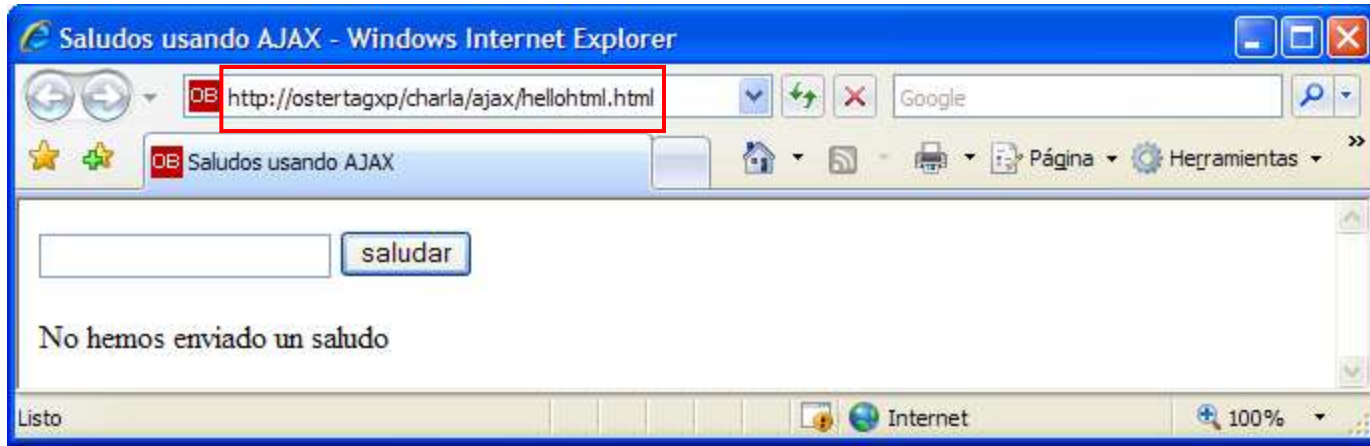 Saludos usando AJAX - Windows Internet Explorer
OB http://ostertagxp/charla/ajax/hellohtml.html Google
OB Saludos usando AJAX Página Herramientas »
saludar
No hemos enviado un saludo
Listo Internet 100%